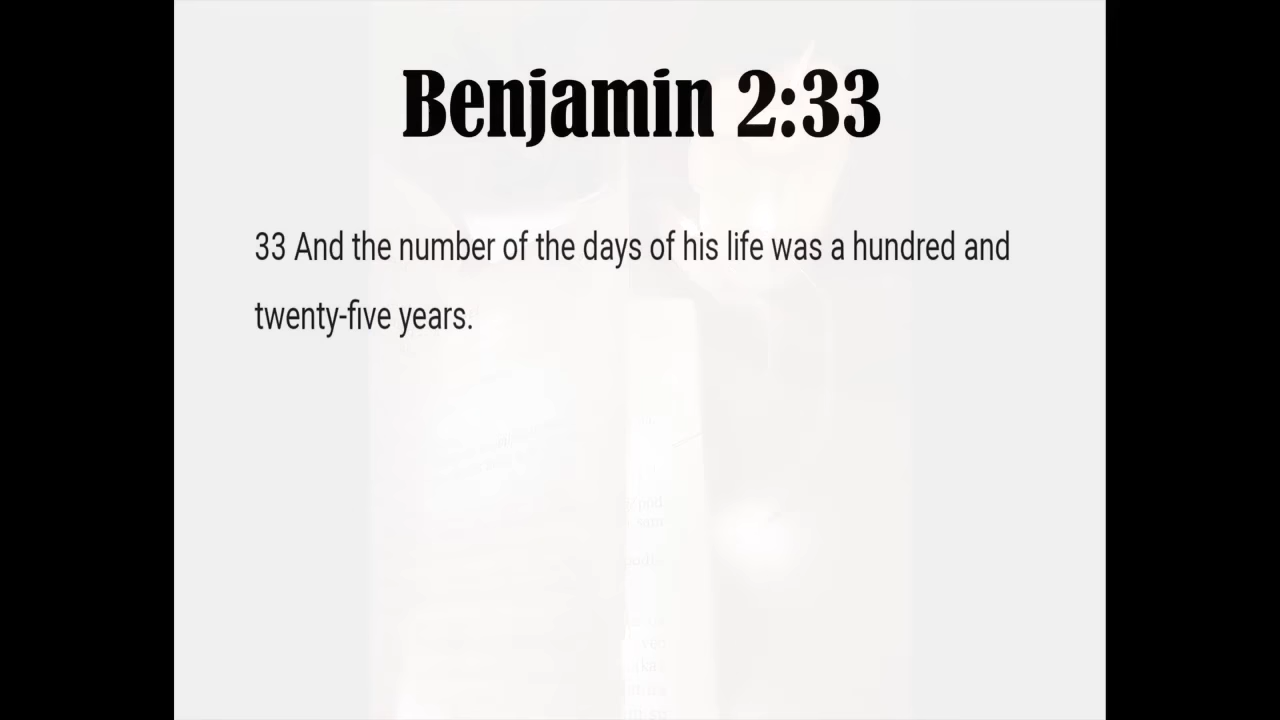 Benjamin 2:33
33 And the number of the days of his life was a hundred and
twenty-five years.